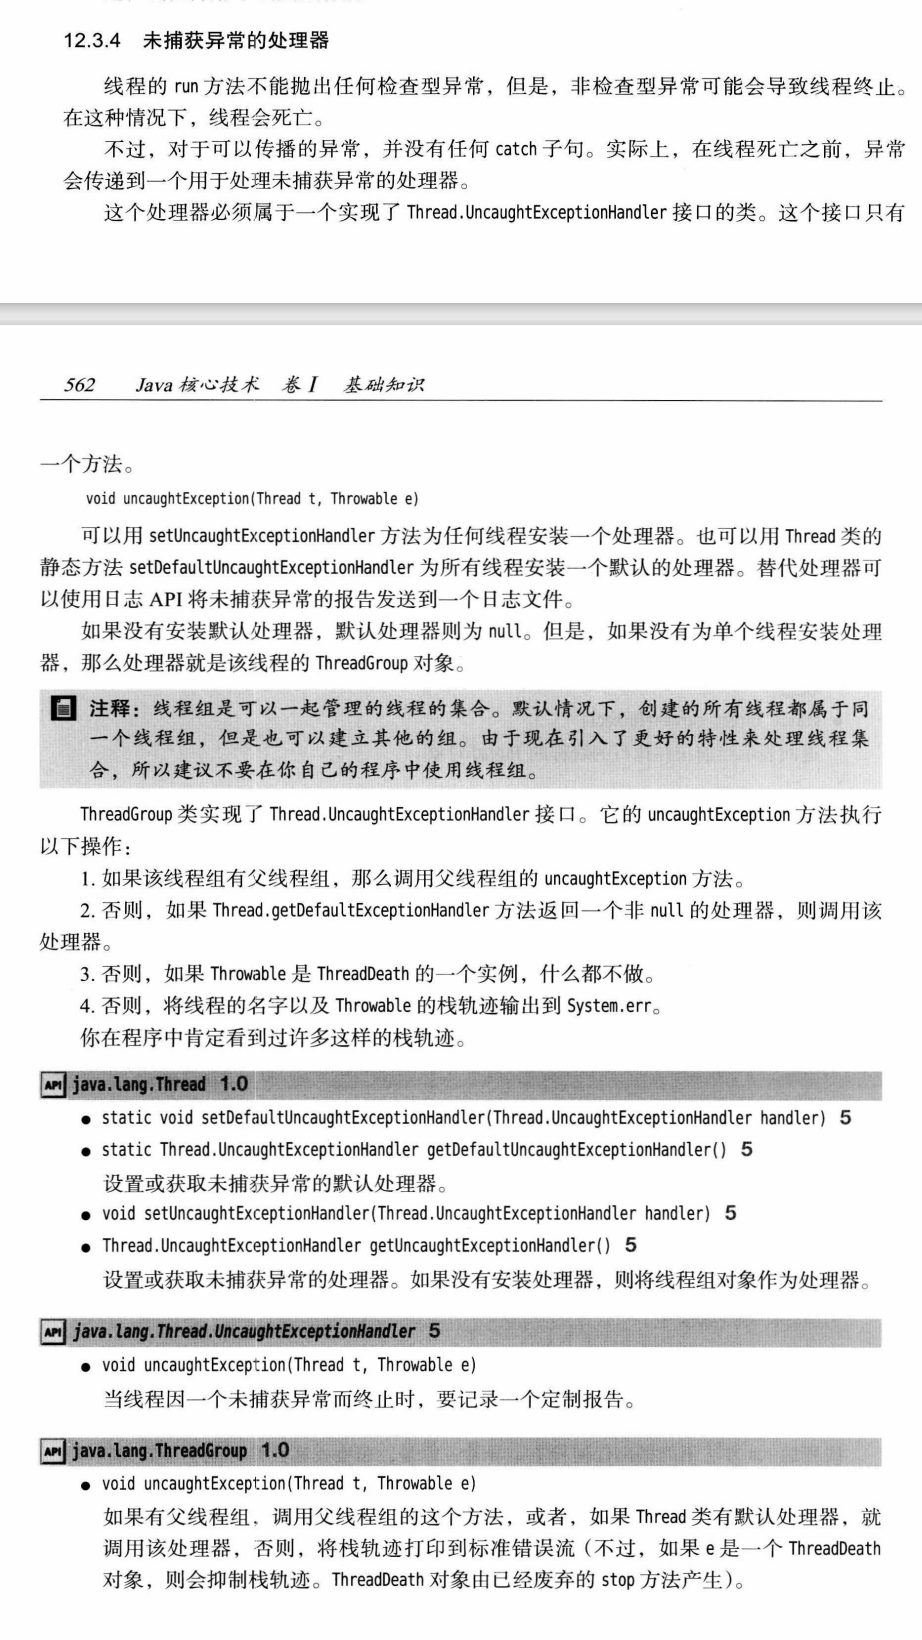 12.3.4 未捕获异常的处理器
线程的 run 方法不能抛出任何检查型异常，但是，非检查型异常可能会导致线程终止。
在这种情况下，线程会死亡。
不过，对于可以传播的异常，并没有任何 catch 子句。实际上，在线程死亡之前，异常
会传递到一个用于处理未捕获异常的处理器。
这个处理器必须属于一个实现了 Thread.UncaughtExceptionHandler 接口的类。这个接口只有
562 Java 核心技术 卷 I 基础知识
一个方法。
void uncaughtException(Thread t, Throwable e)
可以用 setUncaughtExceptionHandler 方法为任何线程安装一个处理器。也可以用 Thread 类的
静态方法 setDefaultUncaughtExceptionHandler 为所有线程安装一个默认的处理器。替代处理器可
以使用日志 API 将未捕获异常的报告发送到一个日志文件。
如果没有安装默认处理器，默认处理器则为 null。但是，如果没有为单个线程安装处理
器，那么处理器就是该线程的 ThreadGroup 对象。
注释：线程组是可以一起管理的线程的集合。默认情况下，创建的所有线程都属于同
一个线程组，但是也可以建立其他的组。由于现在引入了更好的特性来处理线程集
合，所以建议不要在你自己的程序中使用线程组。
ThreadGroup 类实现了 Thread.UncaughtExceptionHandler 接口。它的 uncaughtException 方法执行
以下操作：
1. 如果该线程组有父线程组，那么调用父线程组的 uncaughtException 方法。
2. 否则，如果 Thread.getDefaultExceptionHandler 方法返回一个非 null 的处理器，则调用该
处理器。
3. 否则，如果 Throwable 是 ThreadDeath 的一个实例，什么都不做。
4. 否则，将线程的名字以及 Throwable 的栈轨迹输出到 System.err。
你在程序中肯定看到过许多这样的栈轨迹。
API java.lang.Thread 1.0
● static void setDefaultUncaughtExceptionHandler(Thread.UncaughtExceptionHandler handler) 5
● static Thread.UncaughtExceptionHandler getDefaultUncaughtExceptionHandler() 5
设置或获取未捕获异常的默认处理器。
● void setUncaughtExceptionHandler(Thread.UncaughtExceptionHandler handler) 5
● Thread.UncaughtExceptionHandler getUncaughtExceptionHandler() 5
设置或获取未捕获异常的处理器。如果没有安装处理器，则将线程组对象作为处理器。
API java.lang.Thread.UncaughtExceptionHandler 5
● void uncaughtException(Thread t, Throwable e)
当线程因一个未捕获异常而终止时，要记录一个定制报告。
API java.lang.ThreadGroup 1.0
● void uncaughtException(Thread t, Throwable e)
如果有父线程组，调用父线程组的这个方法，或者，如果 Thread 类有默认处理器，就
调用该处理器，否则，将栈轨迹打印到标准错误流（不过，如果 e 是一个 ThreadDeath
对象，则会抑制栈轨迹。ThreadDeath 对象由已经废弃的 stop 方法产生）。